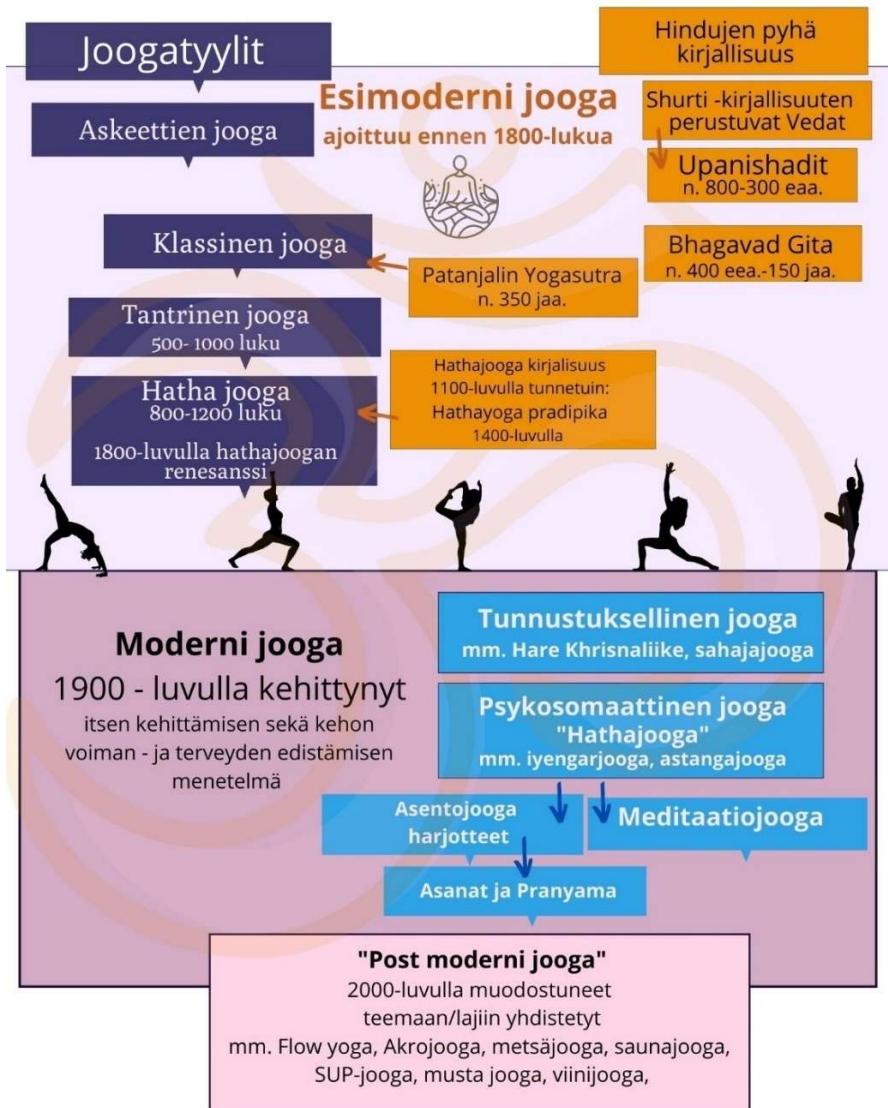 Joogatyylit
Hindujen pyhä
kirjallisuus
Esimoderni jooga
ajoittuu ennen 1800-lukua
Askeettien jooga
Shurti -kirjallisuuten
perustuvat Vedat
Upanishadit
n. 800-300 eaa.
Klassinen jooga
Bhagavad Gita
n. 400 eea.-150 jaa.
Patanjalin Yogasutra
n. 350 jaa.
Tantrinen jooga
500- 1000 luku
Hatha jooga
800-1200 luku
1800-luvulla hathajoogan
renesanssi
Hathajooga kirjalisuus
1100-luvulla tunnetuin:
Hathayoga pradipika
1400-luvulla
Moderni jooga
1900 - luvulla kehittynyt
itsen kehittämisen sekä kehon
voiman - ja terveyden edistämisen
menetelmä
Tunnustuksellinen jooga
mm. Hare Khrisnaliike, sahajajooga
Psykosomaattinen jooga
"Hathajooga"
mm. iyengarjooga, astangajooga
Asentojooga
harjotteet
Meditaatiojooga
Asanat ja Pranyama
"Post moderni jooga"
2000-luvulla muodostuneet
teemaan/lajiin yhdistetyt
mm. Flow yoga, Akrojooga, metsäjooga, saunajooga,
SUP-jooga, musta jooga, viinijooga,